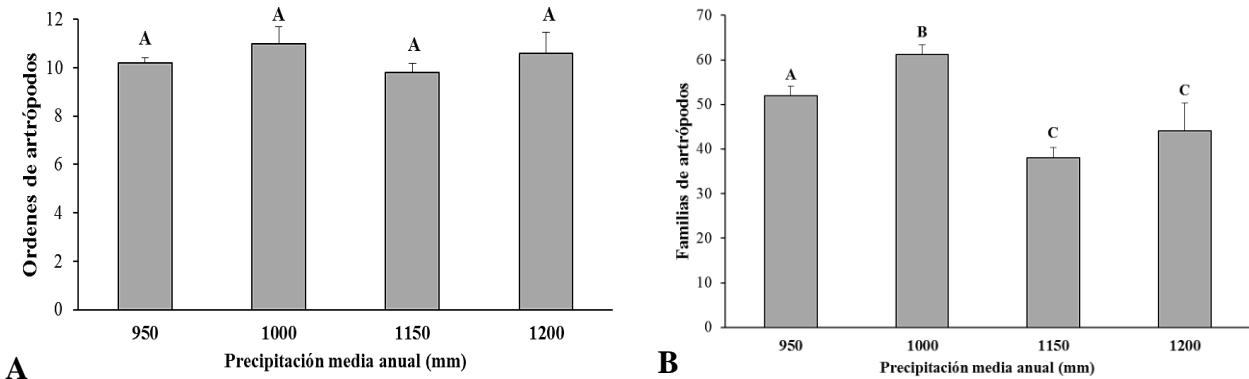 12
10
8
6
4
2
0
Ordenes de artrópodos
A
A
A
A
950
1000
1150
1200
Precipitación media anual (mm)
A
70
60
50
40
30
20
10
0
Familias de artrópodos
A
B
C
C
950
1000
1150
1200
Precipitación media anual (mm)
B